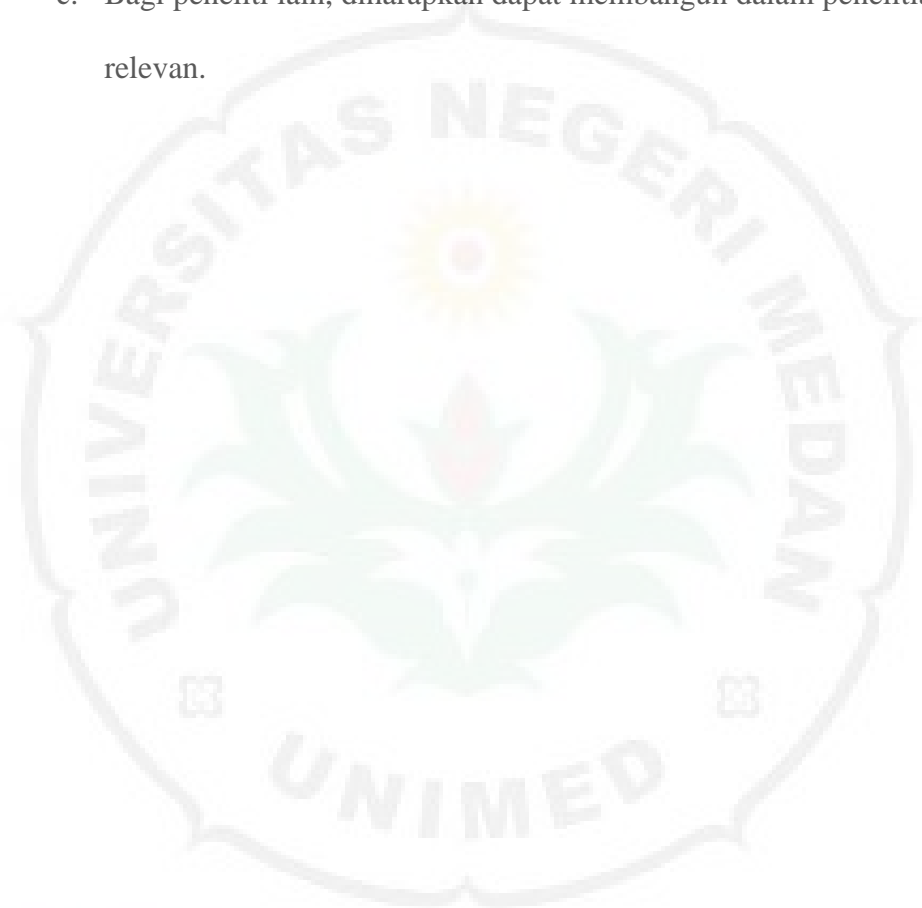 Bagi peneliti lain, diharapkan dapat membangun dalam
relevan.
UNIVERSITAS NEGERI MEDAN
UNIMED